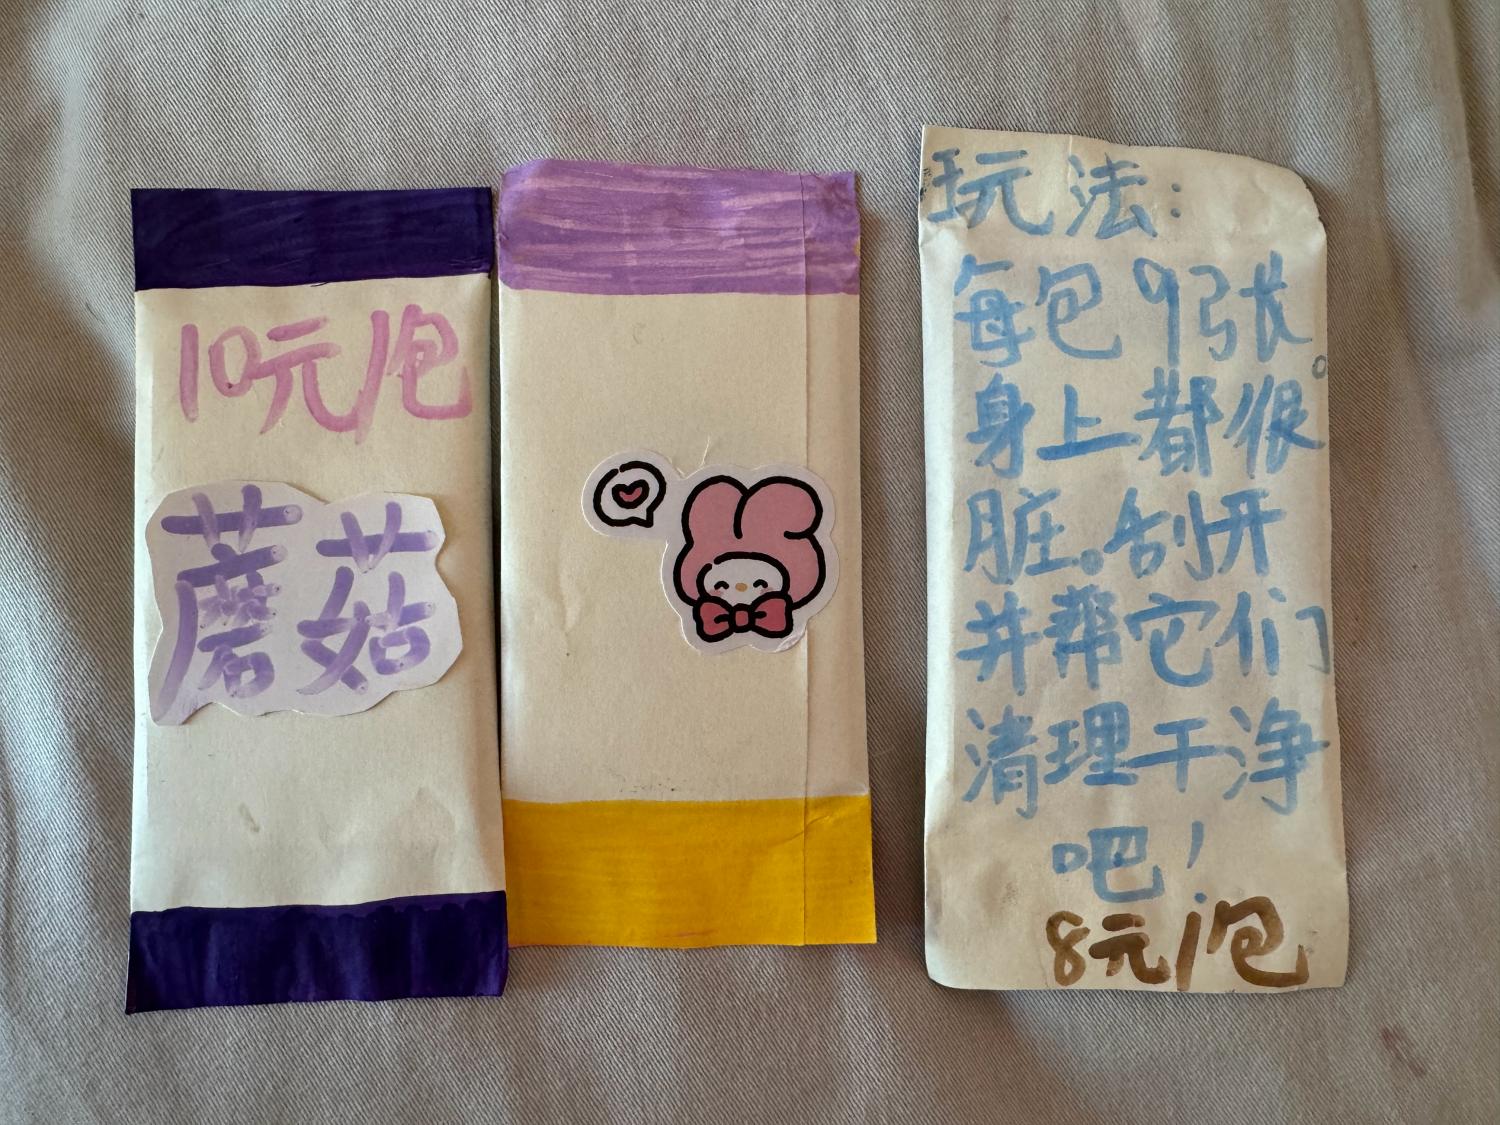 10元/包
蘑菇
玩法:
每包9张。
身上都很
脏。刮开
并帮它们
清理干净
吧!
8元/包